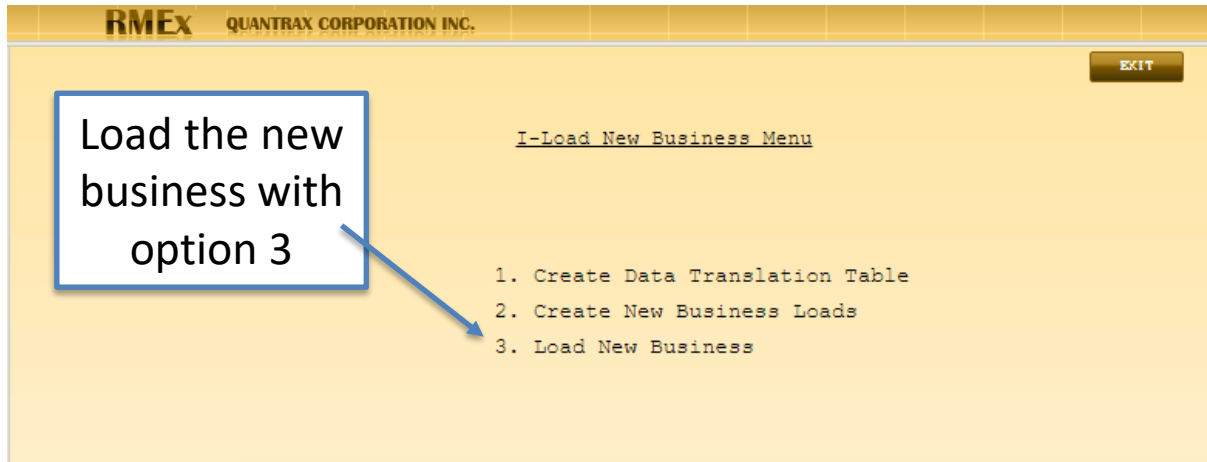 RMEx QUANTRAX CORPORATION INC.
EXIT
Load the new
business with
option 3
I-Load New Business Menu
1. Create Data Translation Table
2. Create New Business Loads
3. Load New Business